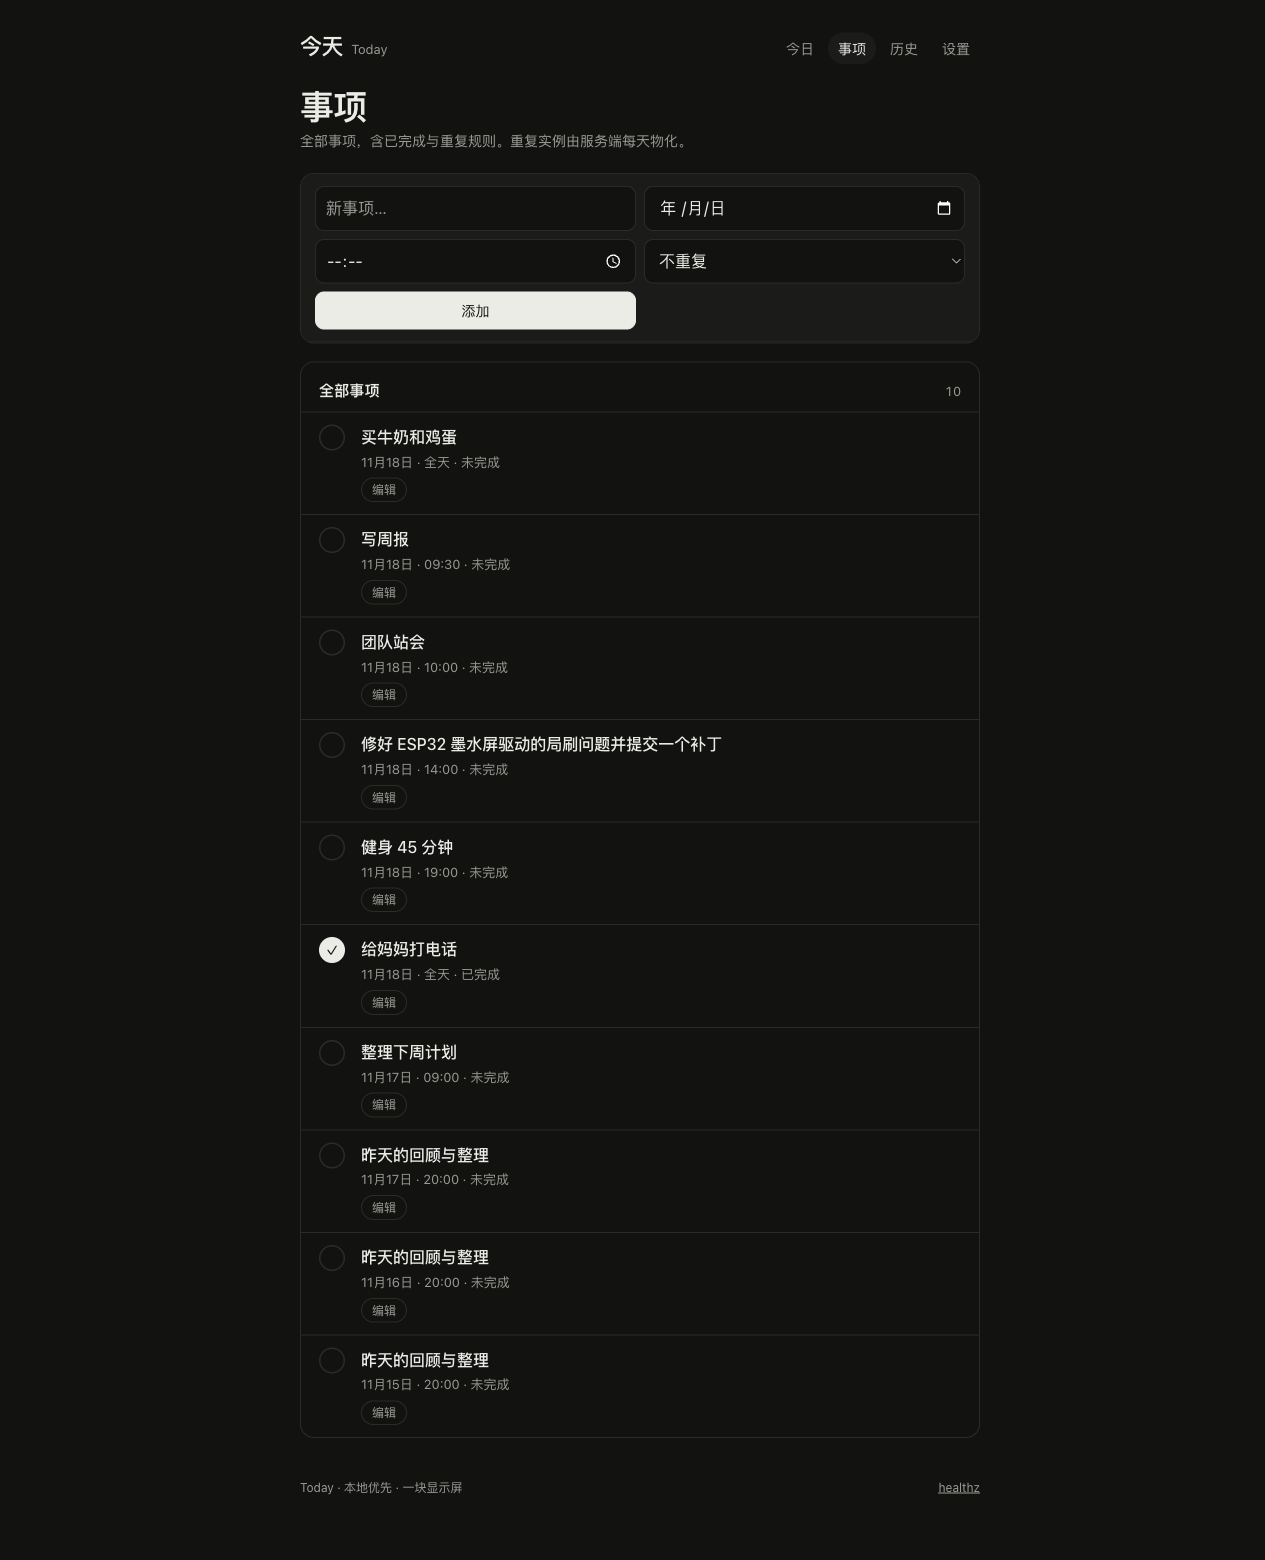 今天 Today
今日 事项 历史 设置
事项
全部事项，含已完成与重复规则。重复实例由服务端每天物化。
新事项...
年 /月/日
--:--
不重复
添加
全部事项 10
买牛奶和鸡蛋
11月18日 · 全天 · 未完成
编辑
写周报
11月18日 · 09:30 · 未完成
编辑
团队站会
11月18日 · 10:00 · 未完成
编辑
修好 ESP32 墨水屏驱动的局刷问题并提交一个补丁
11月18日 · 14:00 · 未完成
编辑
健身 45 分钟
11月18日 · 19:00 · 未完成
编辑
给妈妈打电话
11月18日 · 全天 · 已完成
编辑
整理下周计划
11月17日 · 09:00 · 未完成
编辑
昨天的回顾与整理
11月17日 · 20:00 · 未完成
编辑
昨天的回顾与整理
11月16日 · 20:00 · 未完成
编辑
昨天的回顾与整理
11月15日 · 20:00 · 未完成
编辑
Today · 本地优先 · 一块显示屏
healthz